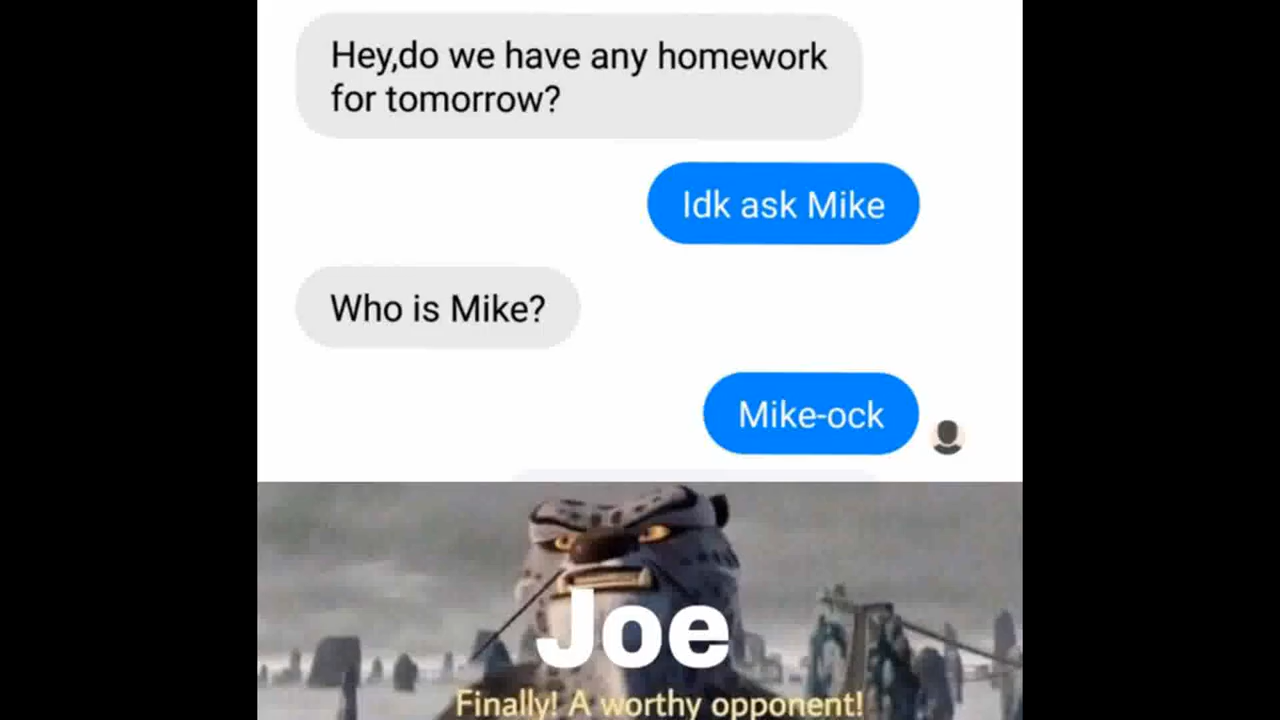 Hey,do we have any homework
for tomorrow?
Idk ask Mike
Who is Mike?
Mike-ock
Joe
Finally! A worthy opponent!